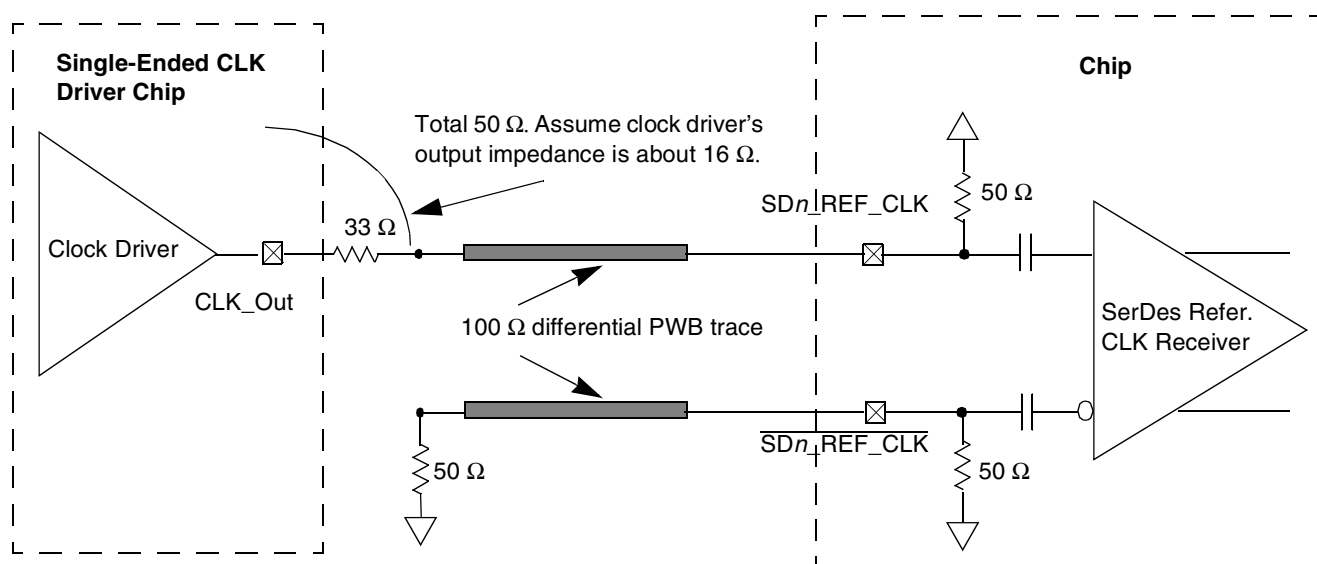 Single-Ended CLK
Driver Chip
Chip
Total 50 Ω. Assume clock driver's
output impedance is about 16 Ω.
SDn_REF_CLK
50 Ω
33 Ω
Clock Driver
CLK_Out
100 Ω differential PWB trace
SerDes Refer.
CLK Receiver
SDn_REF_CLK
50 Ω
50 Ω